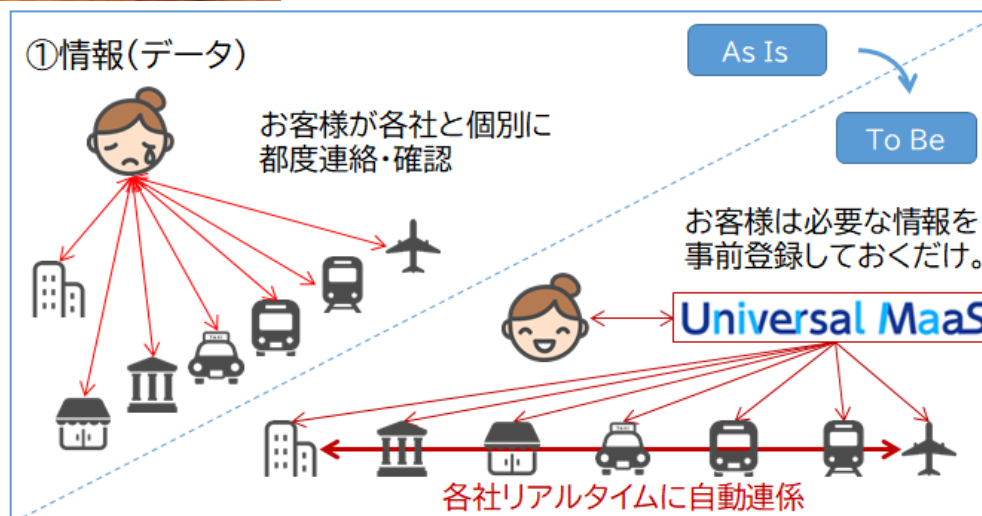 ①情報(データ)
As Is
お客様が各社と個別に
都度連絡・確認
To Be
お客様は必要な情報を
事前登録しておくだけ。
Universal MaaS
TAXI
TAXI
各社リアルタイムに自動連係